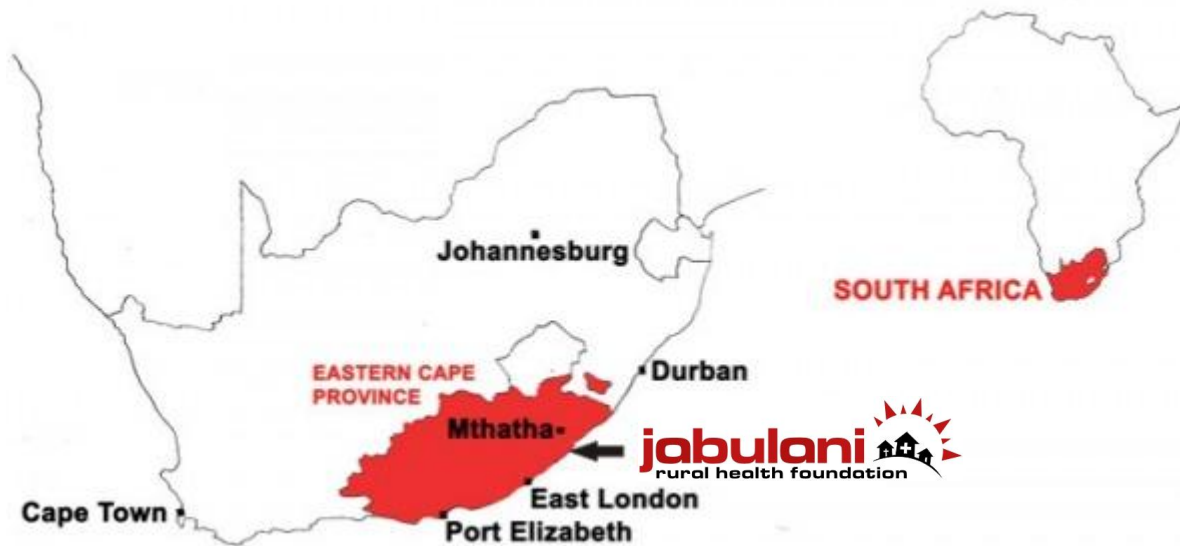 Johannesburg
SOUTH AFRICA
EASTERN CAPE
PROVINCE
Durban
Mthatha
jabulani
rural health foundation
East London
Cape Town
Port Elizabeth